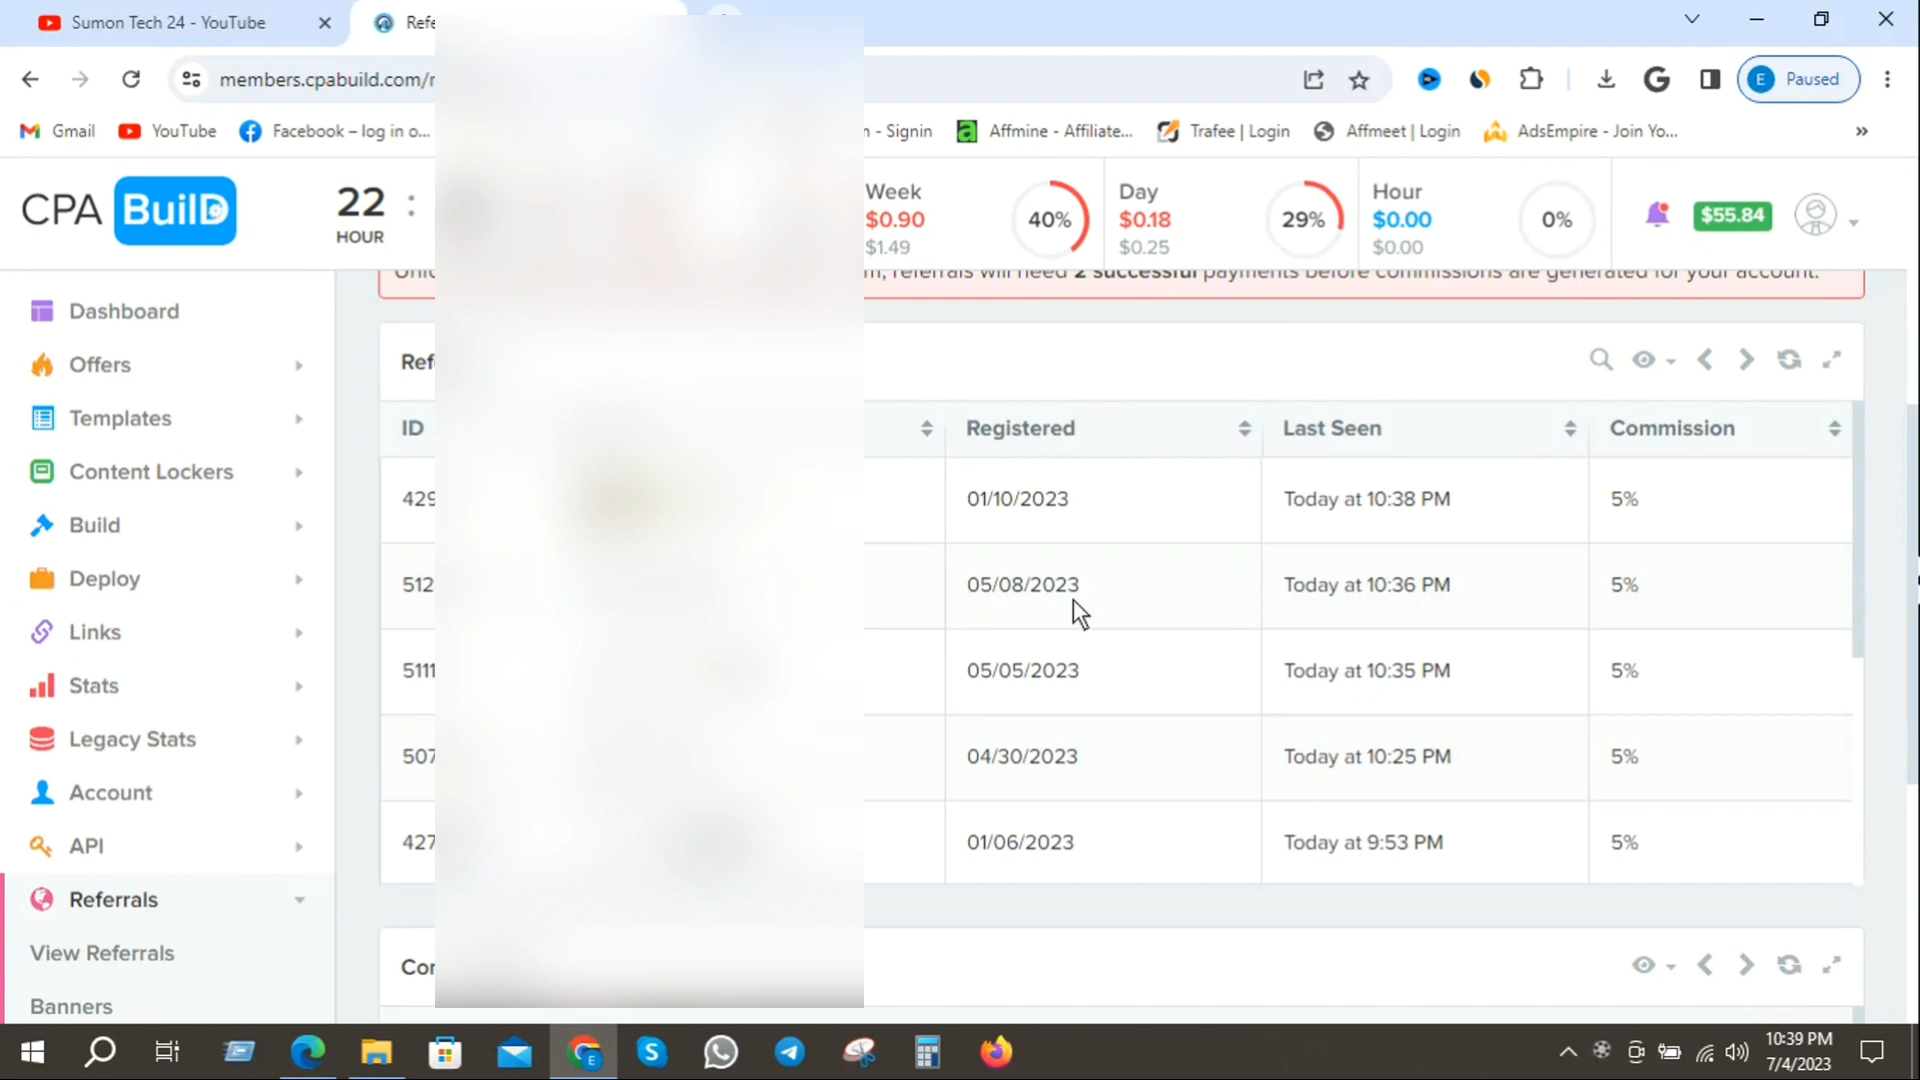 Sumon Tech 24 - YouTube
Refe
members.cpabuild.com/r
Paused
Gmail
YouTube
Facebook – log in o...
n - Signin
Affmine - Affiliate...
Trafee | Login
Affmeet | Login
AdsEmpire - Join Yo...
CPA BuilD
22 :
HOUR
Week
$0.90
$1.49
40%
Day
$0.18
$0.25
29%
Hour
$0.00
$0.00
0%
$55.84
m, referrals will need 2 successful payments before commissions are generated for your account.
Dashboard
Offers
Templates
Content Lockers
Build
Deploy
Links
Stats
Legacy Stats
Account
API
Referrals
View Referrals
Banners
Ref
ID Registered Last Seen Commission
429 01/10/2023 Today at 10:38 PM 5%
512 05/08/2023 Today at 10:36 PM 5%
5111 05/05/2023 Today at 10:35 PM 5%
507 04/30/2023 Today at 10:25 PM 5%
427 01/06/2023 Today at 9:53 PM 5%
Cor
10:39 PM
7/4/2023